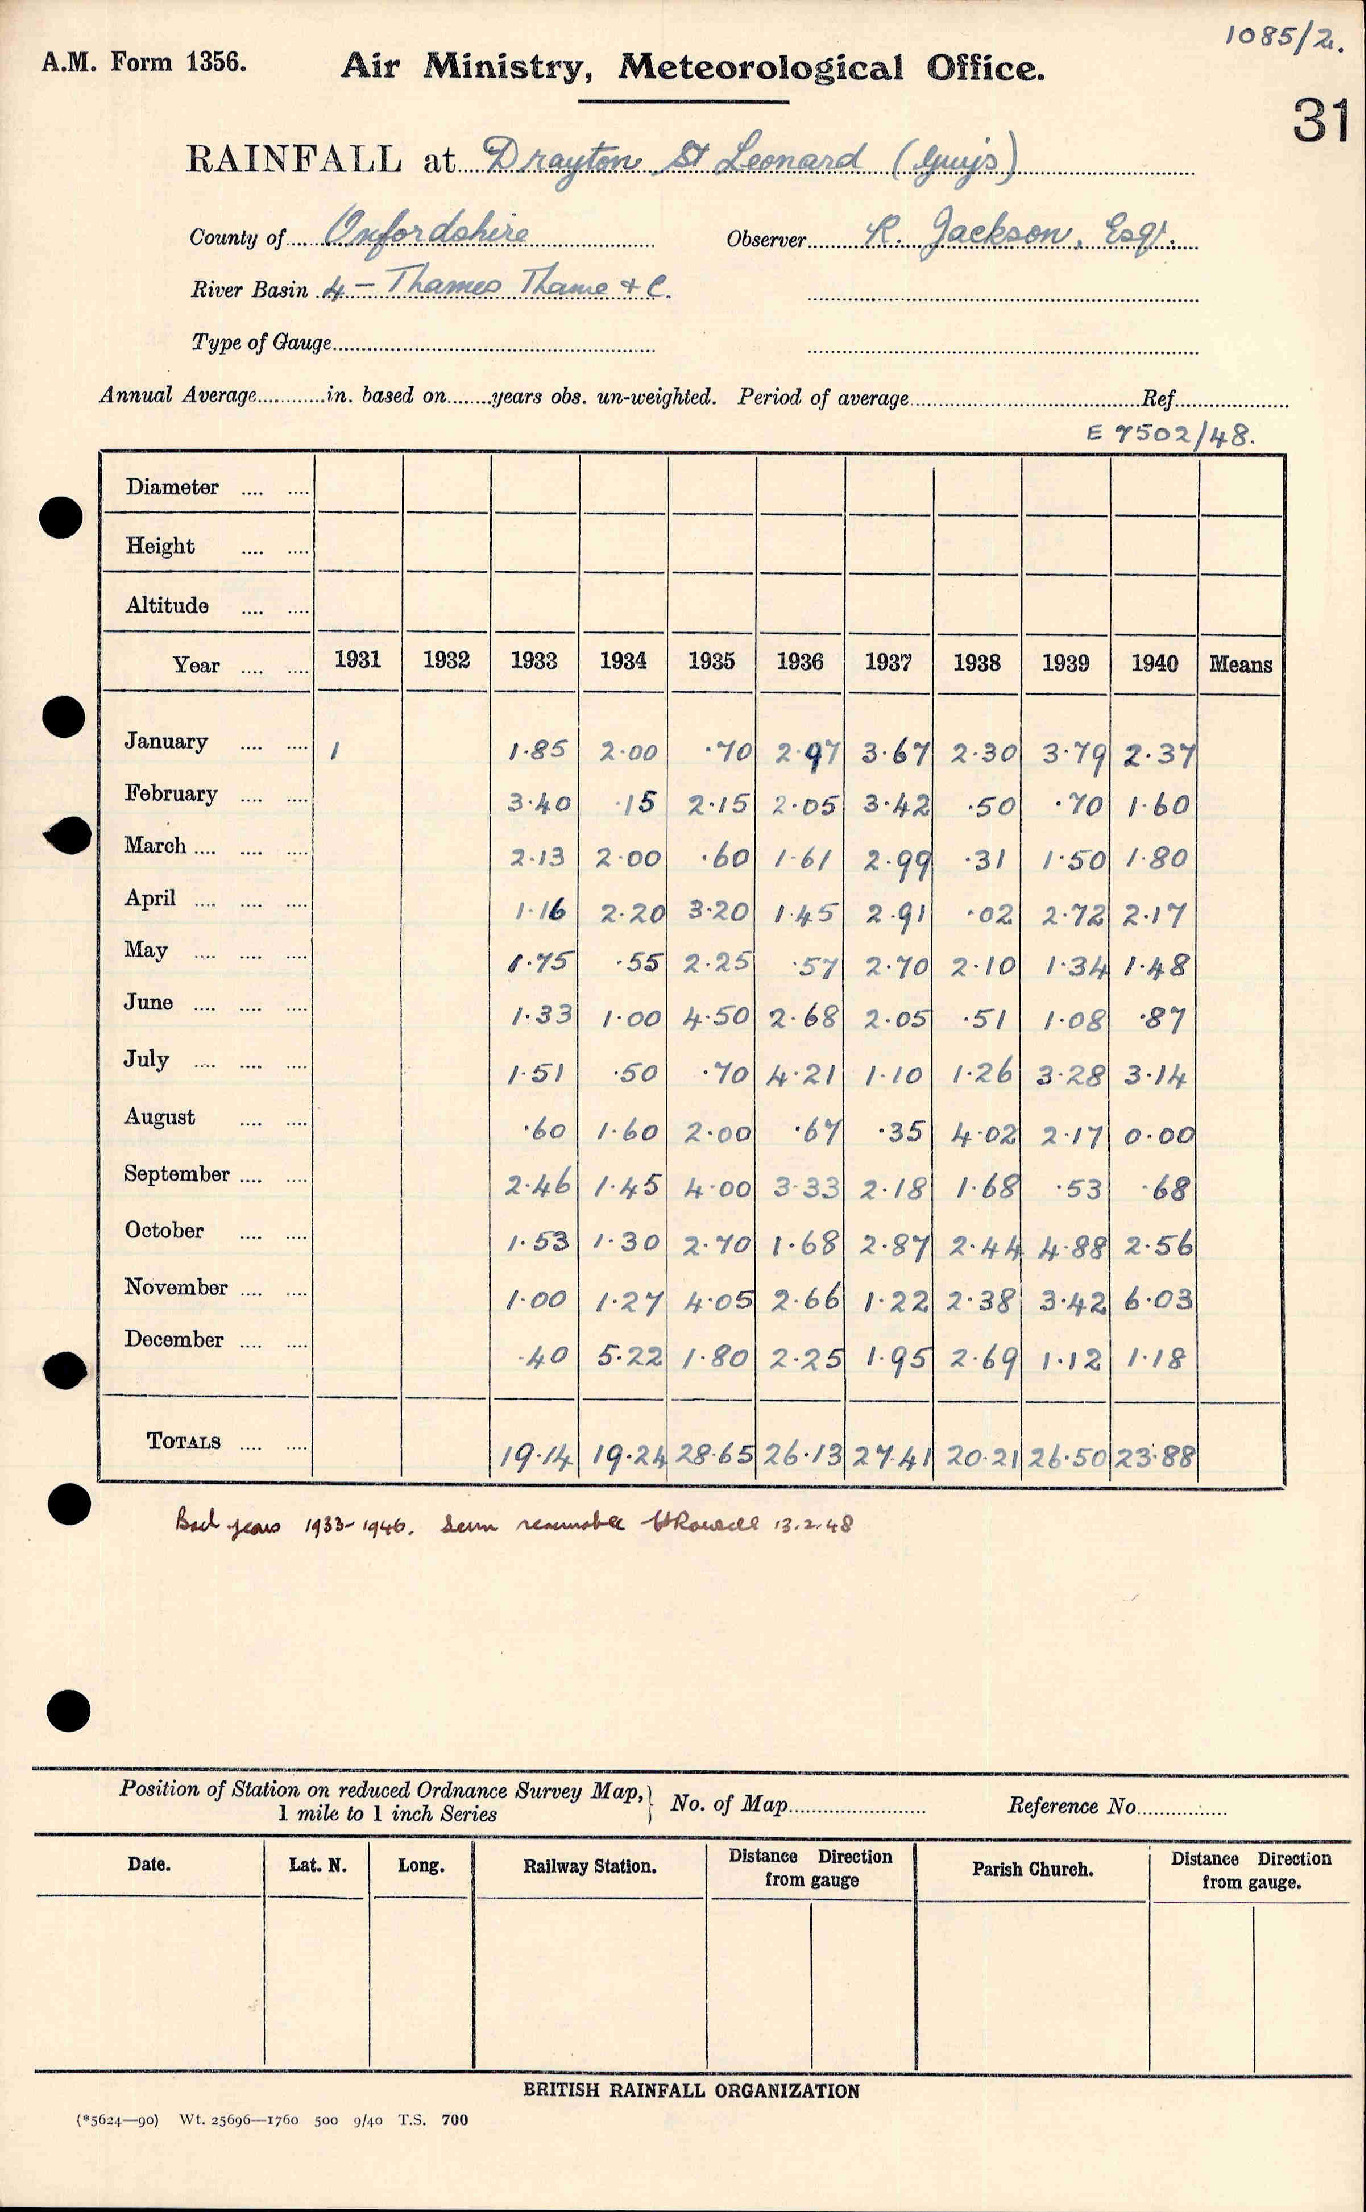 1085/2.
A.M. Form 1356. Air Ministry, Meteorological Office.
31
RAINFALL at Drayton St Leonard (Guys)
County of Oxfordshire Observer R. Jackson, Esqr.
River Basin 4 - Thames Thame & C.
Type of Gauge
Annual Average in. based on years obs. un-weighted. Period of average Ref.
E 7502/48.
Diameter
Height
Altitude
Year 1931 1932 1933 1934 1935 1936 1937 1938 1939 1940 Means
January 1 1.85 2.00 .70 2.97 3.67 2.30 3.79 2.37
February 3.40 .15 2.15 2.05 3.42 .50 .70 1.60
March 2.13 2.00 .60 1.61 2.99 .31 1.50 1.80
April 1.16 2.20 3.20 1.45 2.91 .02 2.72 2.17
May 1.75 .55 2.25 .57 2.70 2.10 1.34 1.48
June 1.33 1.00 4.50 2.68 2.05 .51 1.08 .87
July 1.51 .50 .70 4.21 1.10 1.26 3.28 3.14
August .60 1.60 2.00 .67 .35 4.02 2.17 0.00
September 2.46 1.45 4.00 3.33 2.18 1.68 .53 .68
October 1.53 1.30 2.70 1.68 2.87 2.44 4.88 2.56
November 1.00 1.27 4.05 2.66 1.22 2.38 3.42 6.03
December .40 5.22 1.80 2.25 1.95 2.69 1.12 1.18
TOTALS 19.14 19.24 28.65 26.13 27.41 20.21 26.50 23.88
Back years 1933-1946. Seem reasonable 13.2.48
Position of Station on reduced Ordnance Survey Map, } No. of Map Reference No.
1 mile to 1 inch Series
Date. Lat. N. Long. Railway Station. Distance Direction from gauge Parish Church. Distance Direction from gauge.
BRITISH RAINFALL ORGANIZATION
(*5624—90) Wt. 25696—1760 500 9/40 T.S. 700